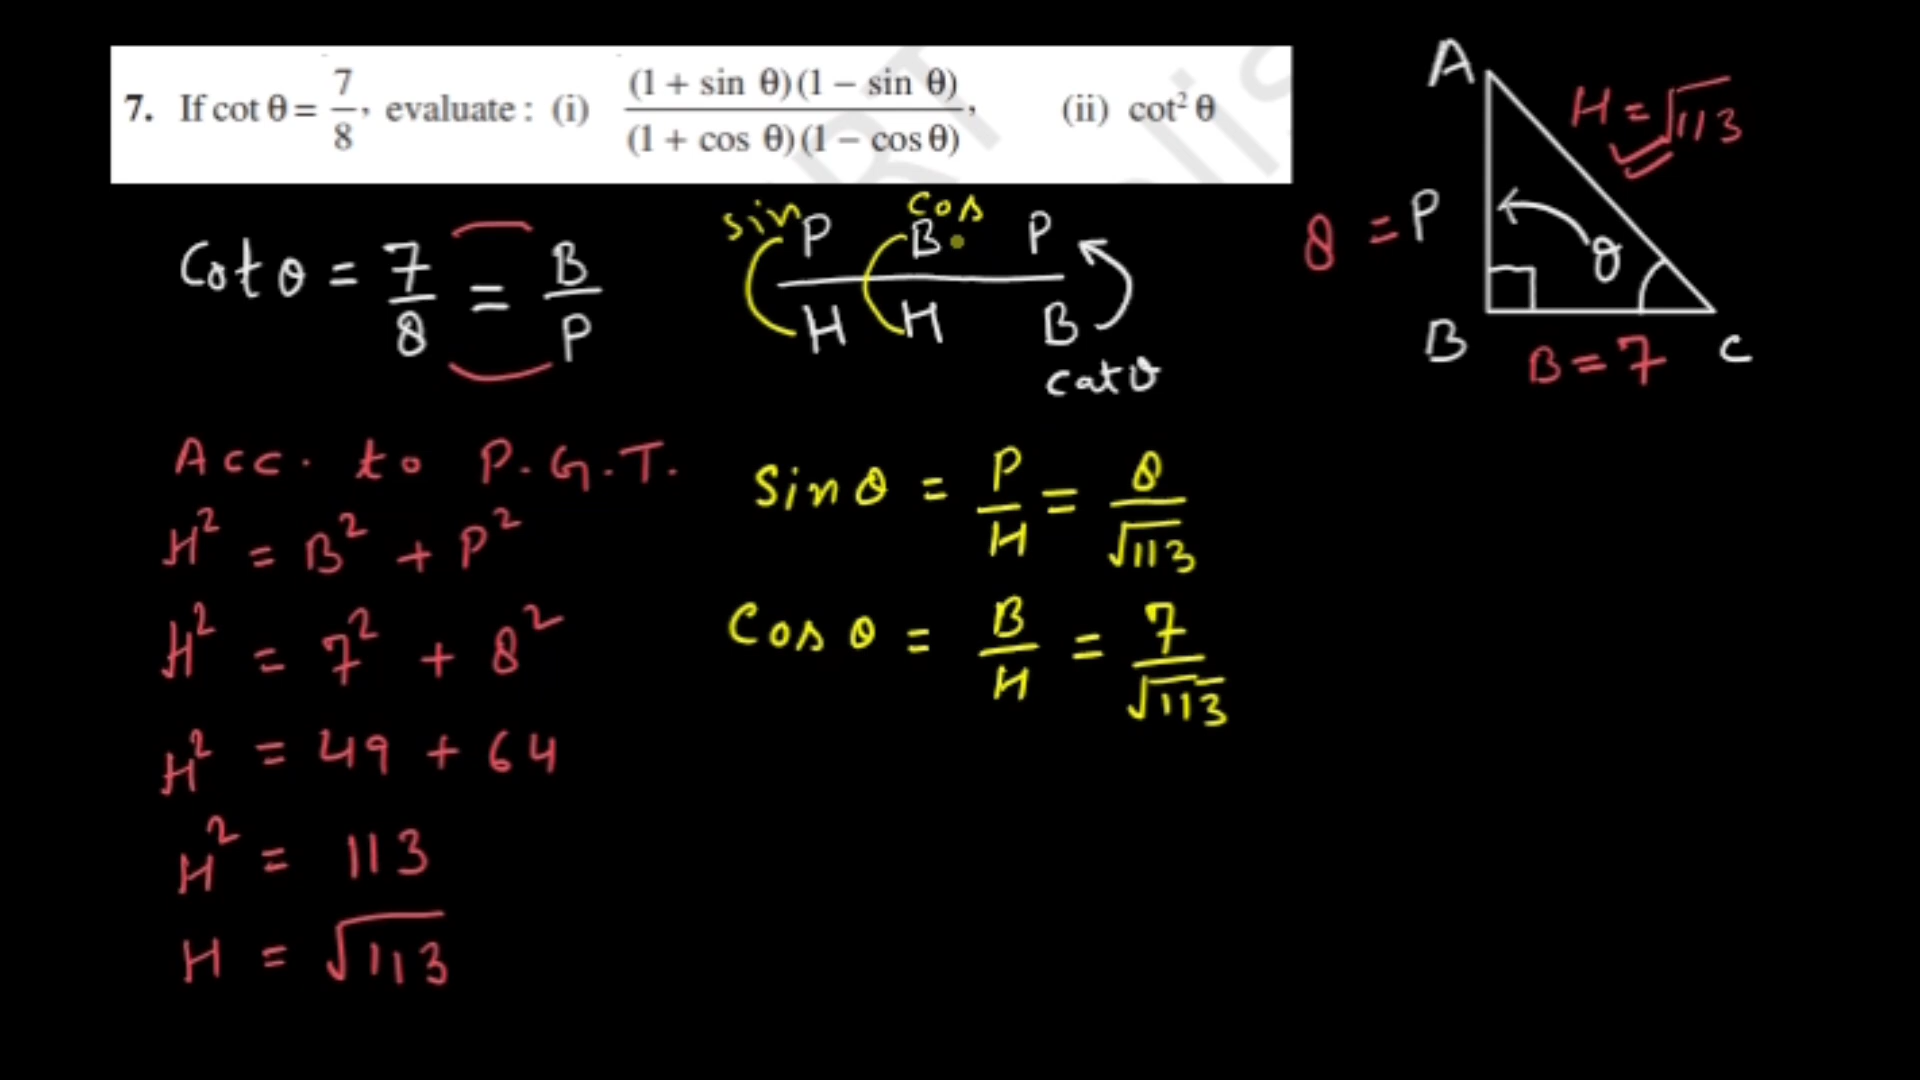 7. If cot θ = 7/8, evaluate : (i) (1 + sin θ)(1 – sin θ) / (1 + cos θ)(1 – cos θ), (ii) cot² θ
Cot θ = 7/8 = B/P
sin cos
P B P
H H B
cot θ
A
H = √113
8 = P
θ
B C
B = 7
Acc. to P.G.T.
H² = B² + P²
H² = 7² + 8²
H² = 49 + 64
H² = 113
H = √113
Sin θ = P/H = 8/√113
Cos θ = B/H = 7/√113